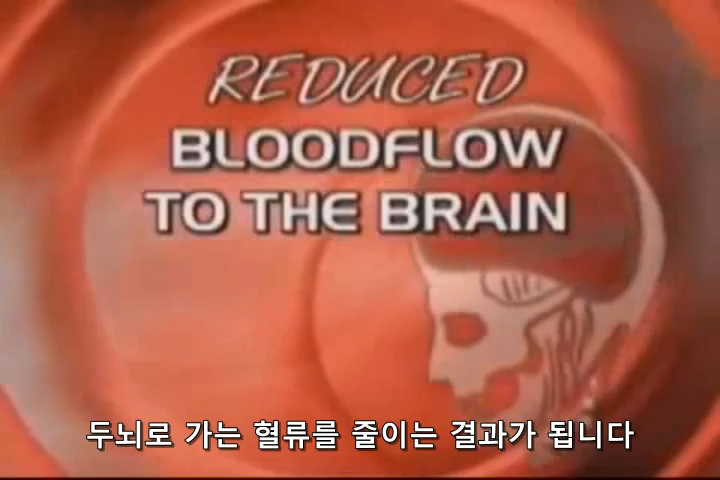 REDUCED
BLOODFLOW
TO THE BRAIN
두뇌로 가는 혈류를 줄이는 결과가 됩니다